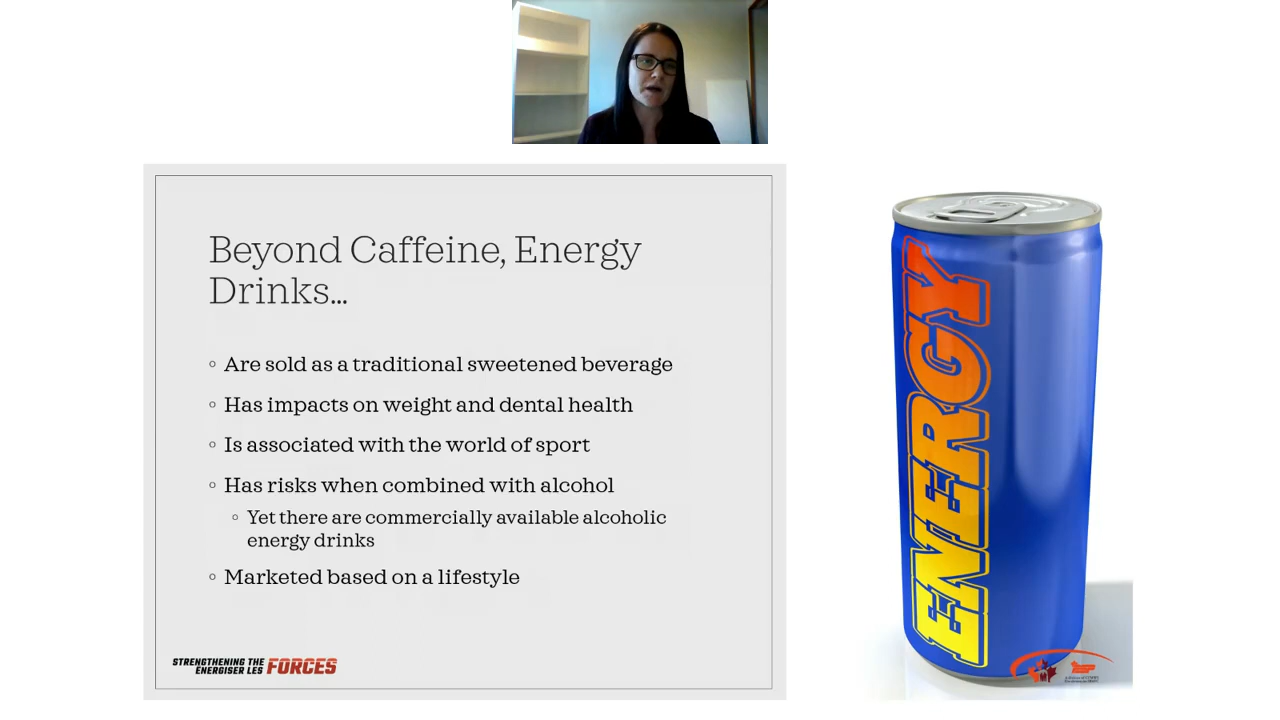 Beyond Caffeine, Energy
Drinks...
Are sold as a traditional sweetened beverage
Has impacts on weight and dental health
Is associated with the world of sport
Has risks when combined with alcohol
Yet there are commercially available alcoholic
energy drinks
Marketed based on a lifestyle
STRENGTHENING THE
ENERGISER LES FORCES
ENERGY